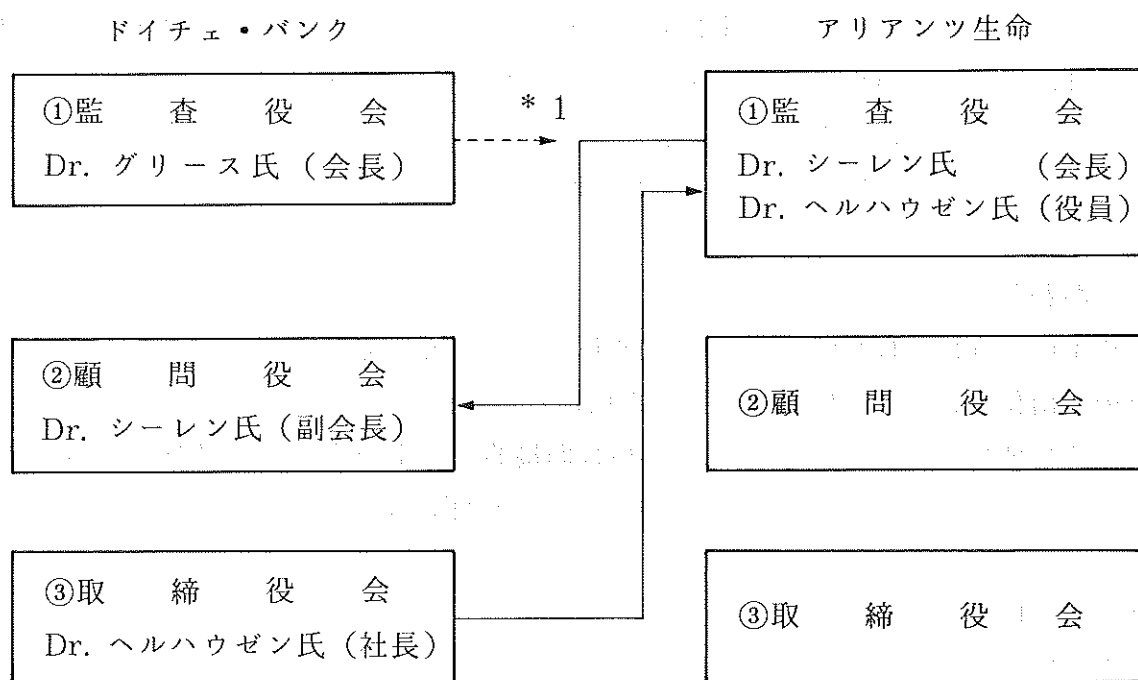 ドイチェ・バンク
①監査役会
Dr. グリース氏（会長）
②顧問役会
Dr. シーレン氏（副会長）
③取締役会
Dr. ヘルハウゼン氏（社長）
* 1
アリアンツ生命
①監査役会
Dr. シーレン氏（会長）
Dr. ヘルハウゼン氏（役員）
②顧問役会
③取締役会